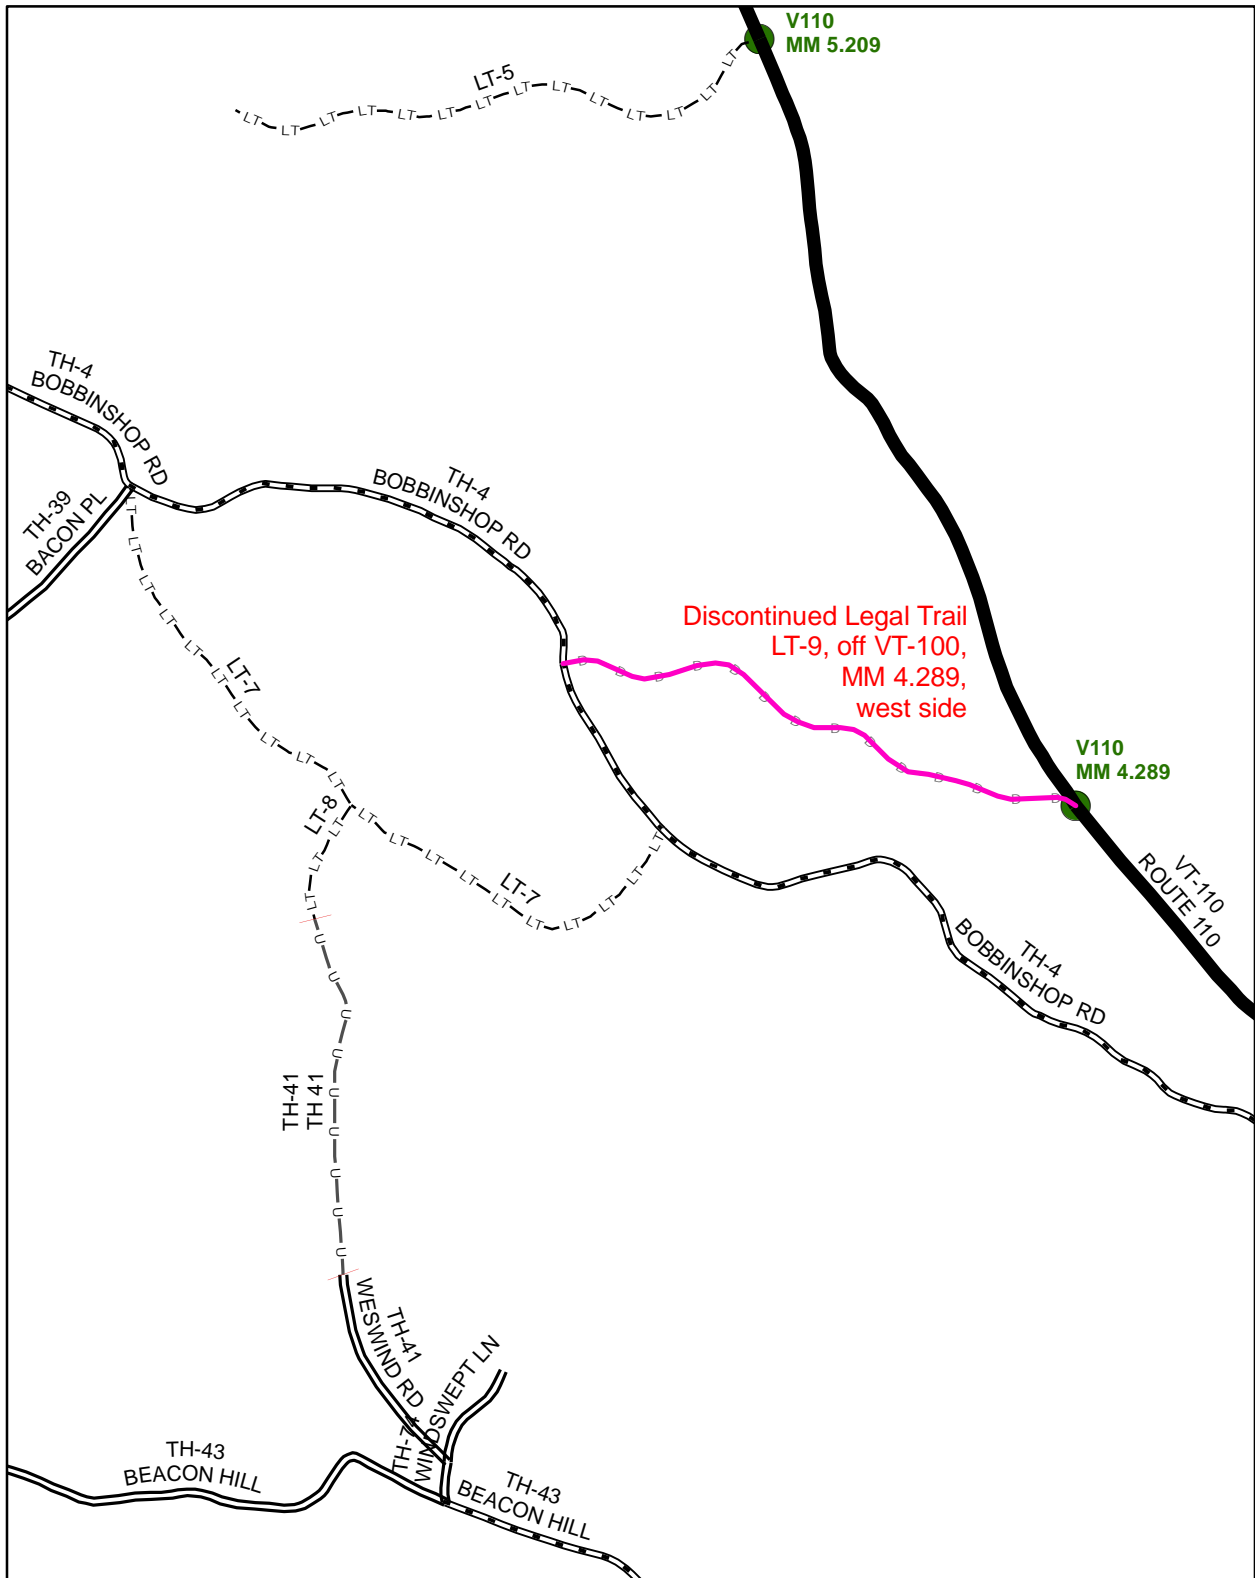 V110
MM 5.209
LT-5
TH-4
BOBBINSHOP RD
TH-4
BOBBINSHOP RD
TH-39
BACON PL
Discontinued Legal Trail
LT-9, off VT-100,
MM 4.289,
west side
LT-7
V110
MM 4.289
LT-8
LT-7
VT-110
ROUTE 110
TH-4
BOBBINSHOP RD
TH-41
TH 41
TH-41
WESWIND RD
WINDSWEPT LN
TH-43
BEACON HILL
TH-43
BEACON HILL